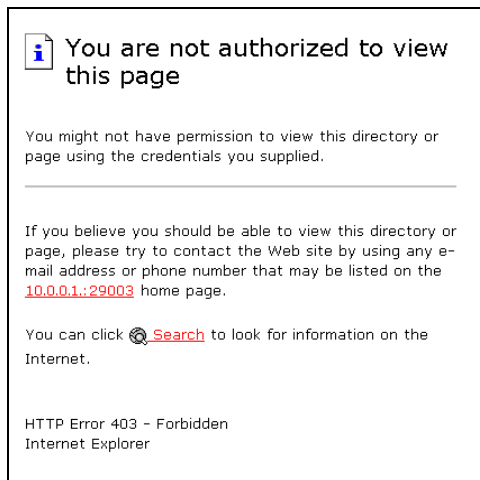 You are not authorized to view
this page
You might not have permission to view this directory or
page using the credentials you supplied.
If you believe you should be able to view this directory or
page, please try to contact the Web site by using any e-
mail address or phone number that may be listed on the
10.0.0.1.:29003 home page.
You can click Search to look for information on the
Internet.
HTTP Error 403 - Forbidden
Internet Explorer